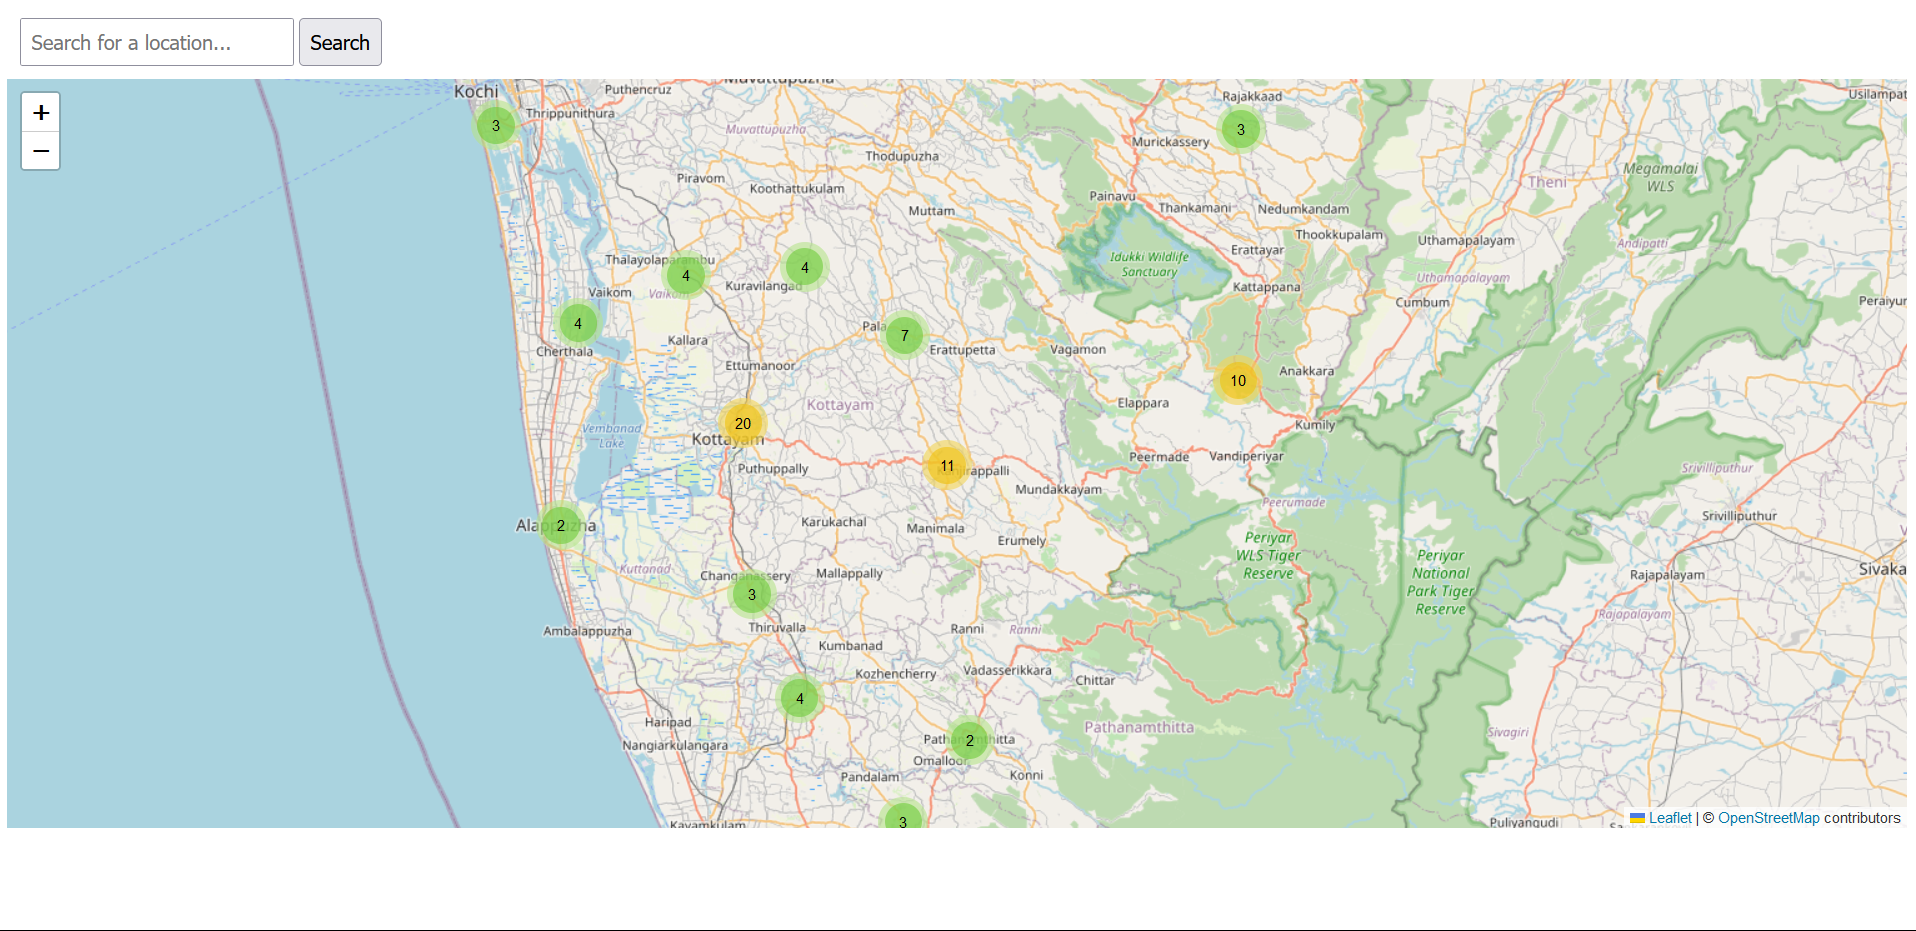 Search for a location...
Search
+
−
Kochi
Puthencruz
Muvattupuzha
Thrippunithura
Muvattupuzha
3
Rajakkaad
3
Usilampat
Murickassery
Thodupuzha
Piravom
Koothattukulam
Muttam
Painavu
Thankamani
Nedumkandam
Theni
Megamalai
WLS
Thookkupalam
Uthamapalayam
Andipatti
Erattayar
Idukki Wildlife
Sanctuary
Thalayolaparambu
4
4
Kuravilangad
Vaikom
Kattappana
Uthamapalayam
Cumbum
Peraiyur
4
Cherthala
Kallara
Pala
7
Erattupetta
Vagamon
Ettumanoor
Anakkara
10
Kottayam
Elappara
20
Kottayam
Vembanad
Lake
Kumily
Puthuppally
11
Peermade
Vandiperiyar
Mundakkayam
Srivilliputhur
Peerumade
Srivilliputhur
Alappuzha
2
Karukachal
Manimala
Erumely
Periyar
WLS Tiger
Reserve
Periyar
National
Park Tiger
Reserve
Kuttanad
Changanassery
3
Mallappally
Rajapalayam
Sivaka
Rajapalayam
Ambalappuzha
Thiruvalla
Kumbanad
Ranni
Ranni
Kozhencherry
Vadasserikkara
Chittar
4
Haripad
Nangiarkulangara
Pathanamthitta
2
Omalloor
Pathanamthitta
Sivagiri
Pandalam
Konni
3
Kayamkulam
Puliyangudi
Leaflet | © OpenStreetMap contributors